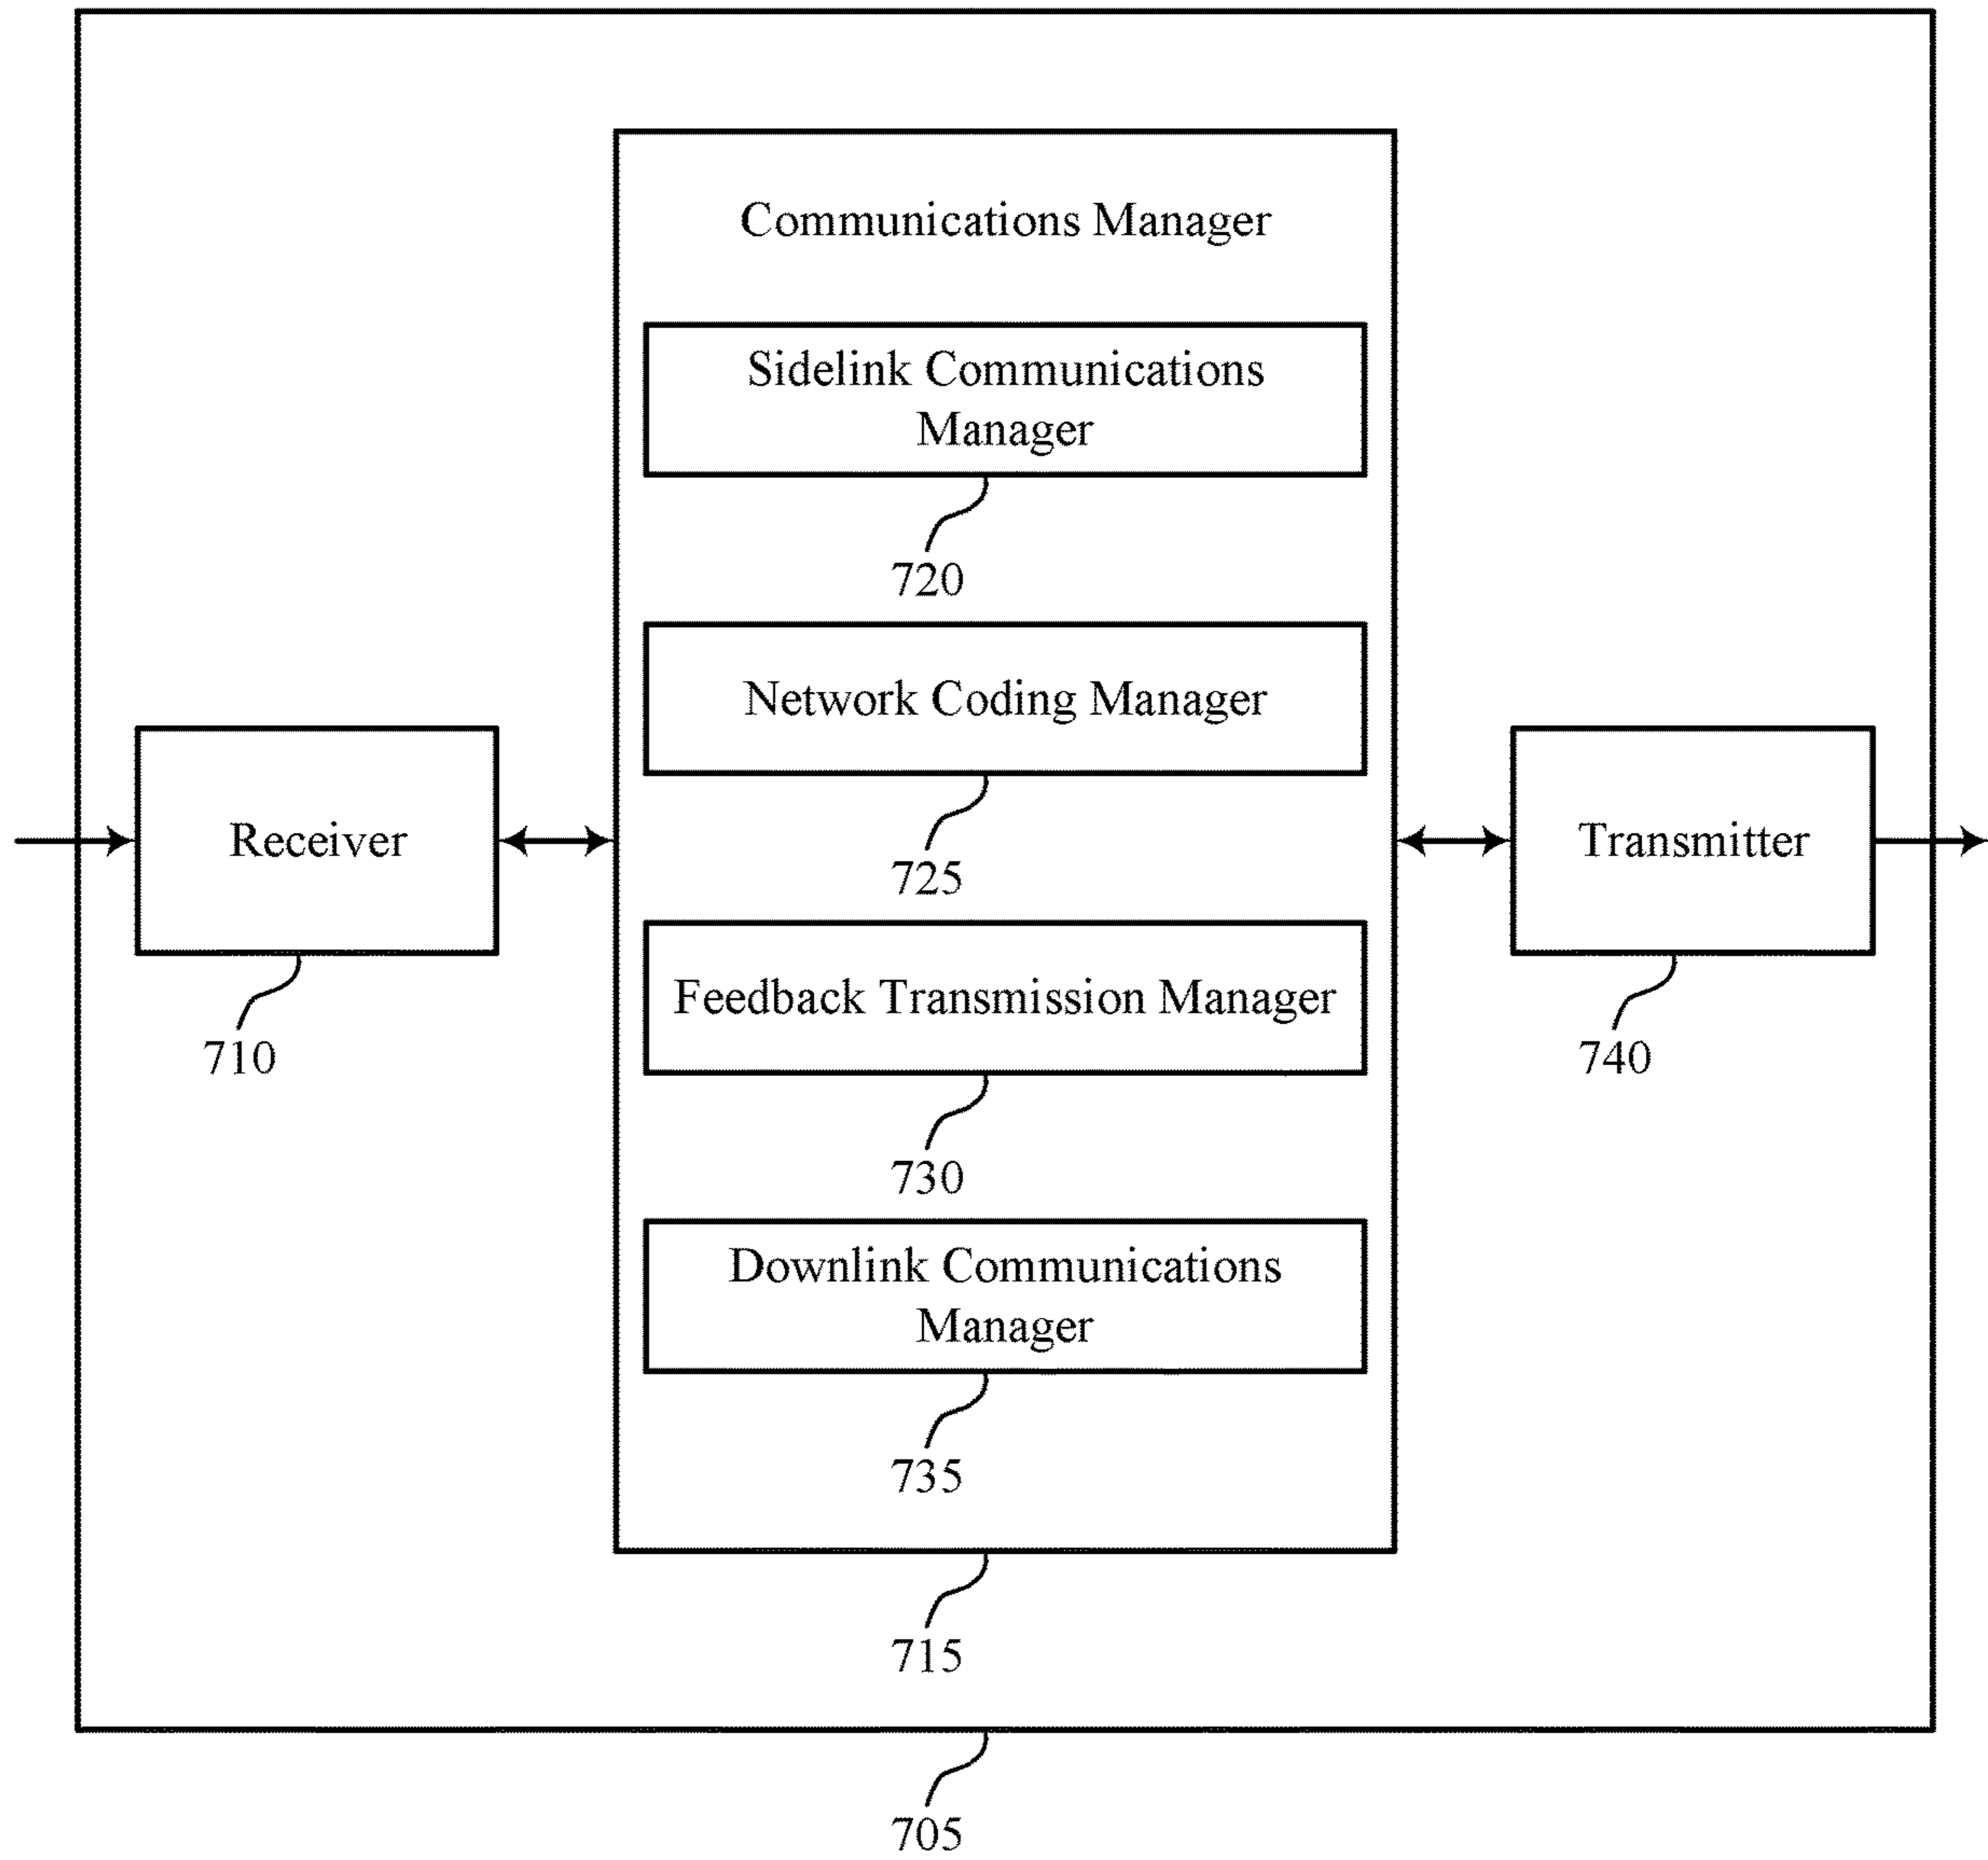 Communications Manager
Sidelink Communications
Manager
720
Network Coding Manager
725
Receiver
710
Transmitter
740
Feedback Transmission Manager
730
Downlink Communications
Manager
735
715
705